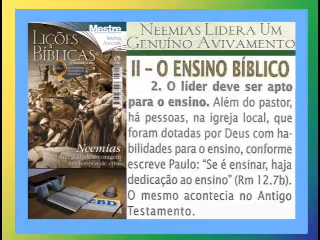 Mestre
LIÇÕES
BÍBLICAS
Neemias
EBD
NEEMIAS LIDERA UM
GENUÍNO AVIVAMENTO
II – O ENSINO BÍBLICO
2. O líder deve ser apto
para o ensino. Além do pastor,
há pessoas, na igreja local, que
foram dotadas por Deus com ha-
bilidades para o ensino, conforme
escreve Paulo: “Se é ensinar, haja
dedicação ao ensino” (Rm 12.7b).
O mesmo acontece no Antigo
Testamento.